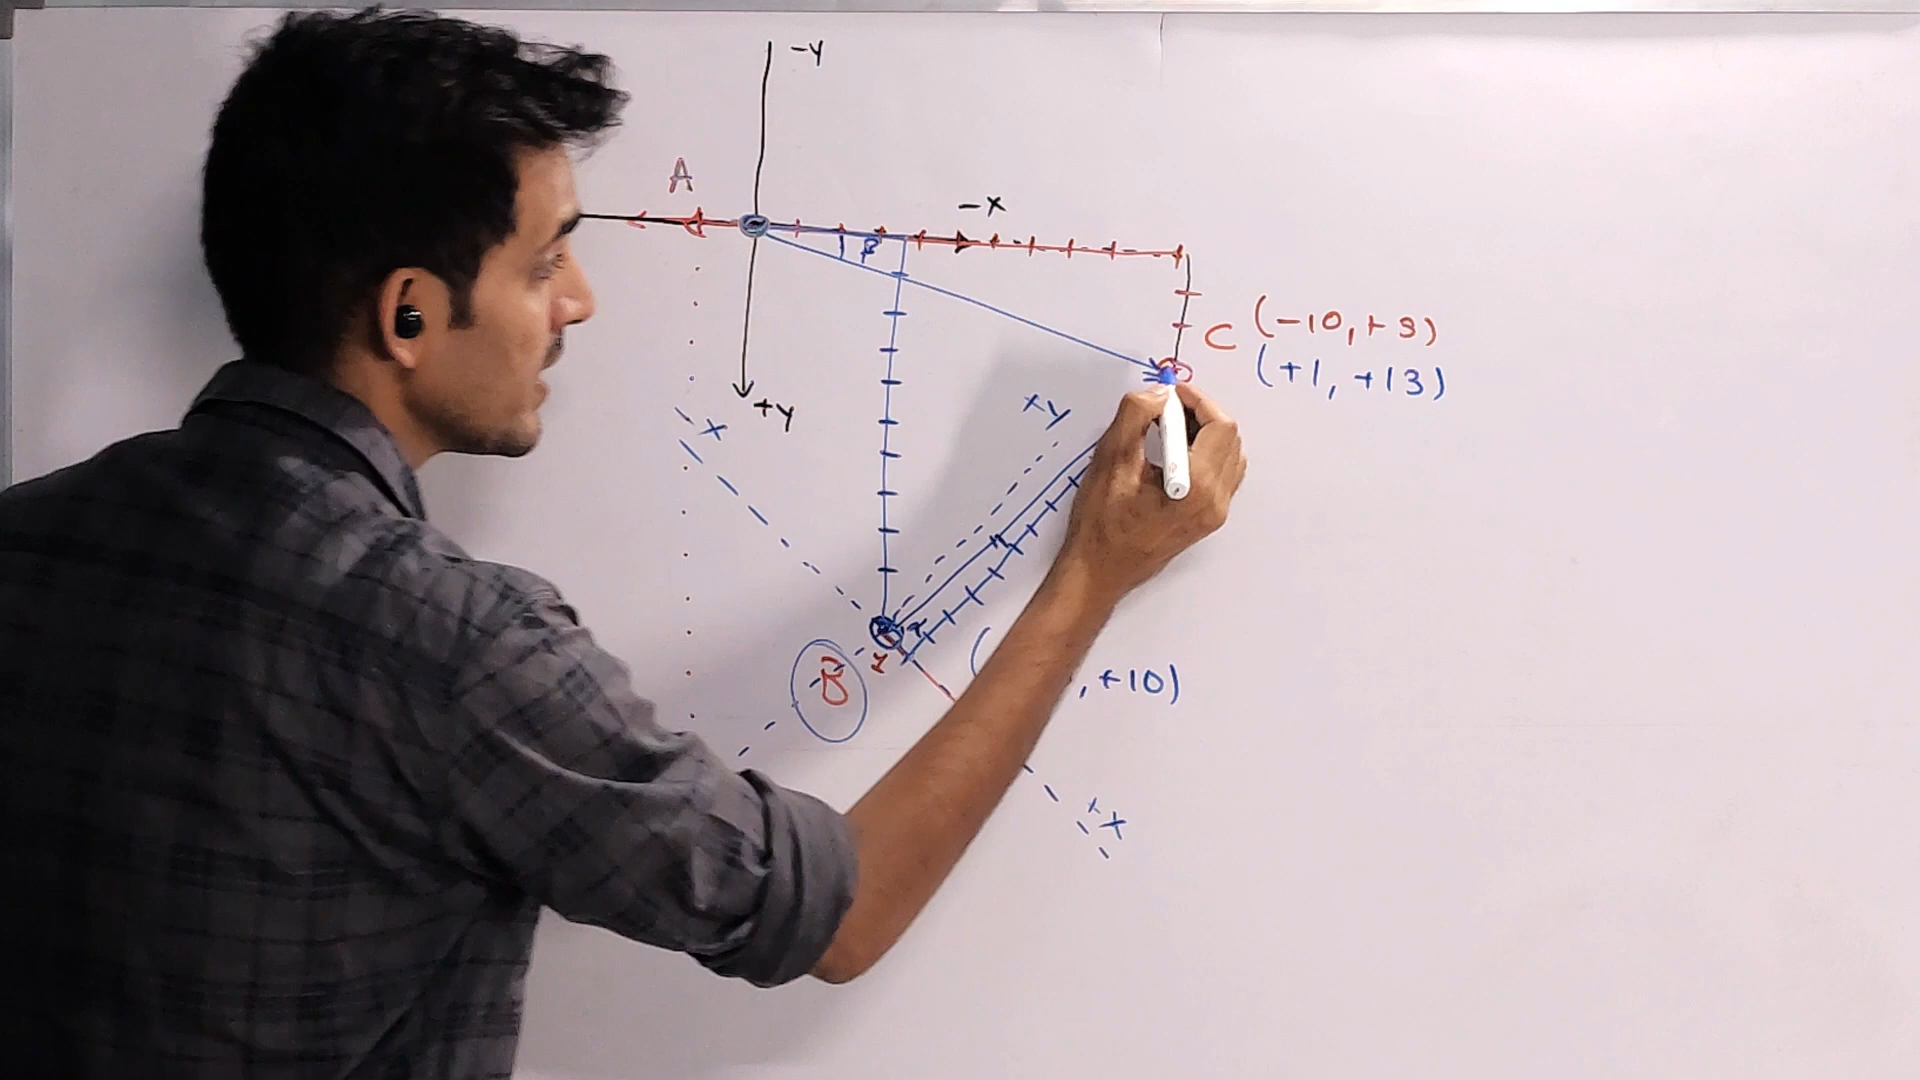 -Y
A
-X
β
C (-10, +3)
(+1, +13)
+Y
X
+y
α
B
, +10)
+X